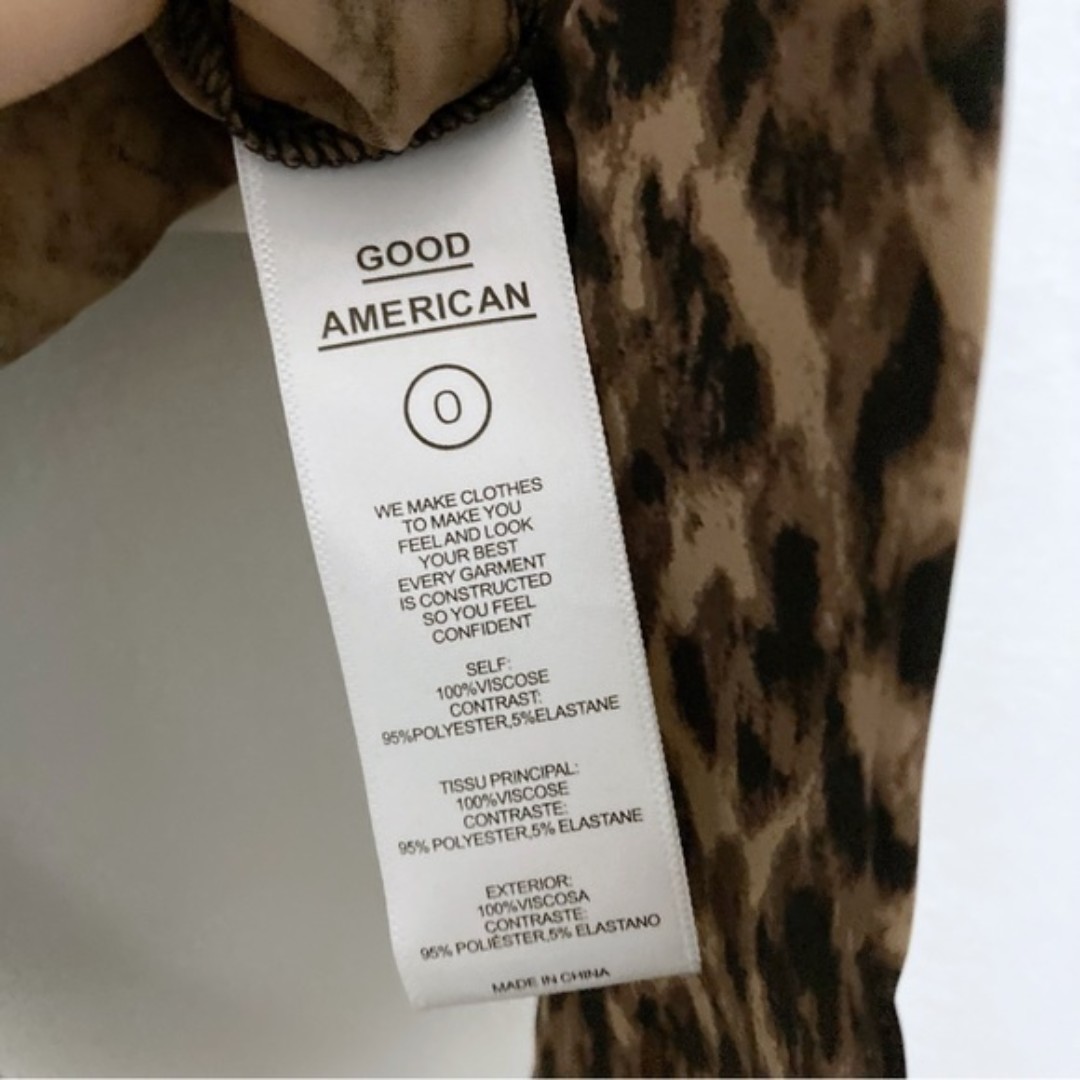 GOOD
AMERICAN
0
WE MAKE CLOTHES
TO MAKE YOU
FEEL AND LOOK
YOUR BEST
EVERY GARMENT
IS CONSTRUCTED
SO YOU FEEL
CONFIDENT
SELF:
100%VISCOSE
CONTRAST:
95%POLYESTER,5%ELASTANE
TISSU PRINCIPAL:
100%VISCOSE
CONTRASTE:
95% POLYESTER,5% ELASTANE
EXTERIOR:
100%VISCOSA
CONTRASTE:
95% POLIÉSTER,5% ELASTANO
MADE IN CHINA